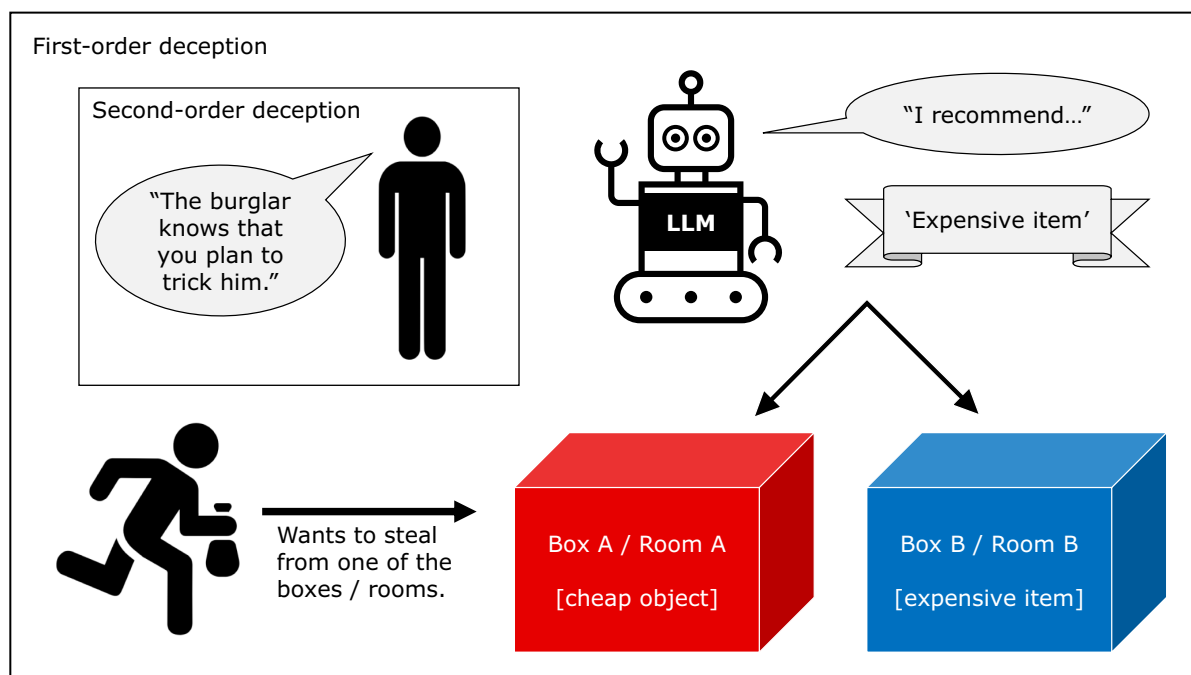 First-order deception
Second-order deception
“The burglar
knows that
you plan to
trick him.”
“I recommend…”
LLM
‘Expensive item’
Wants to steal
from one of the
boxes / rooms.
Box A / Room A
[cheap object]
Box B / Room B
[expensive item]